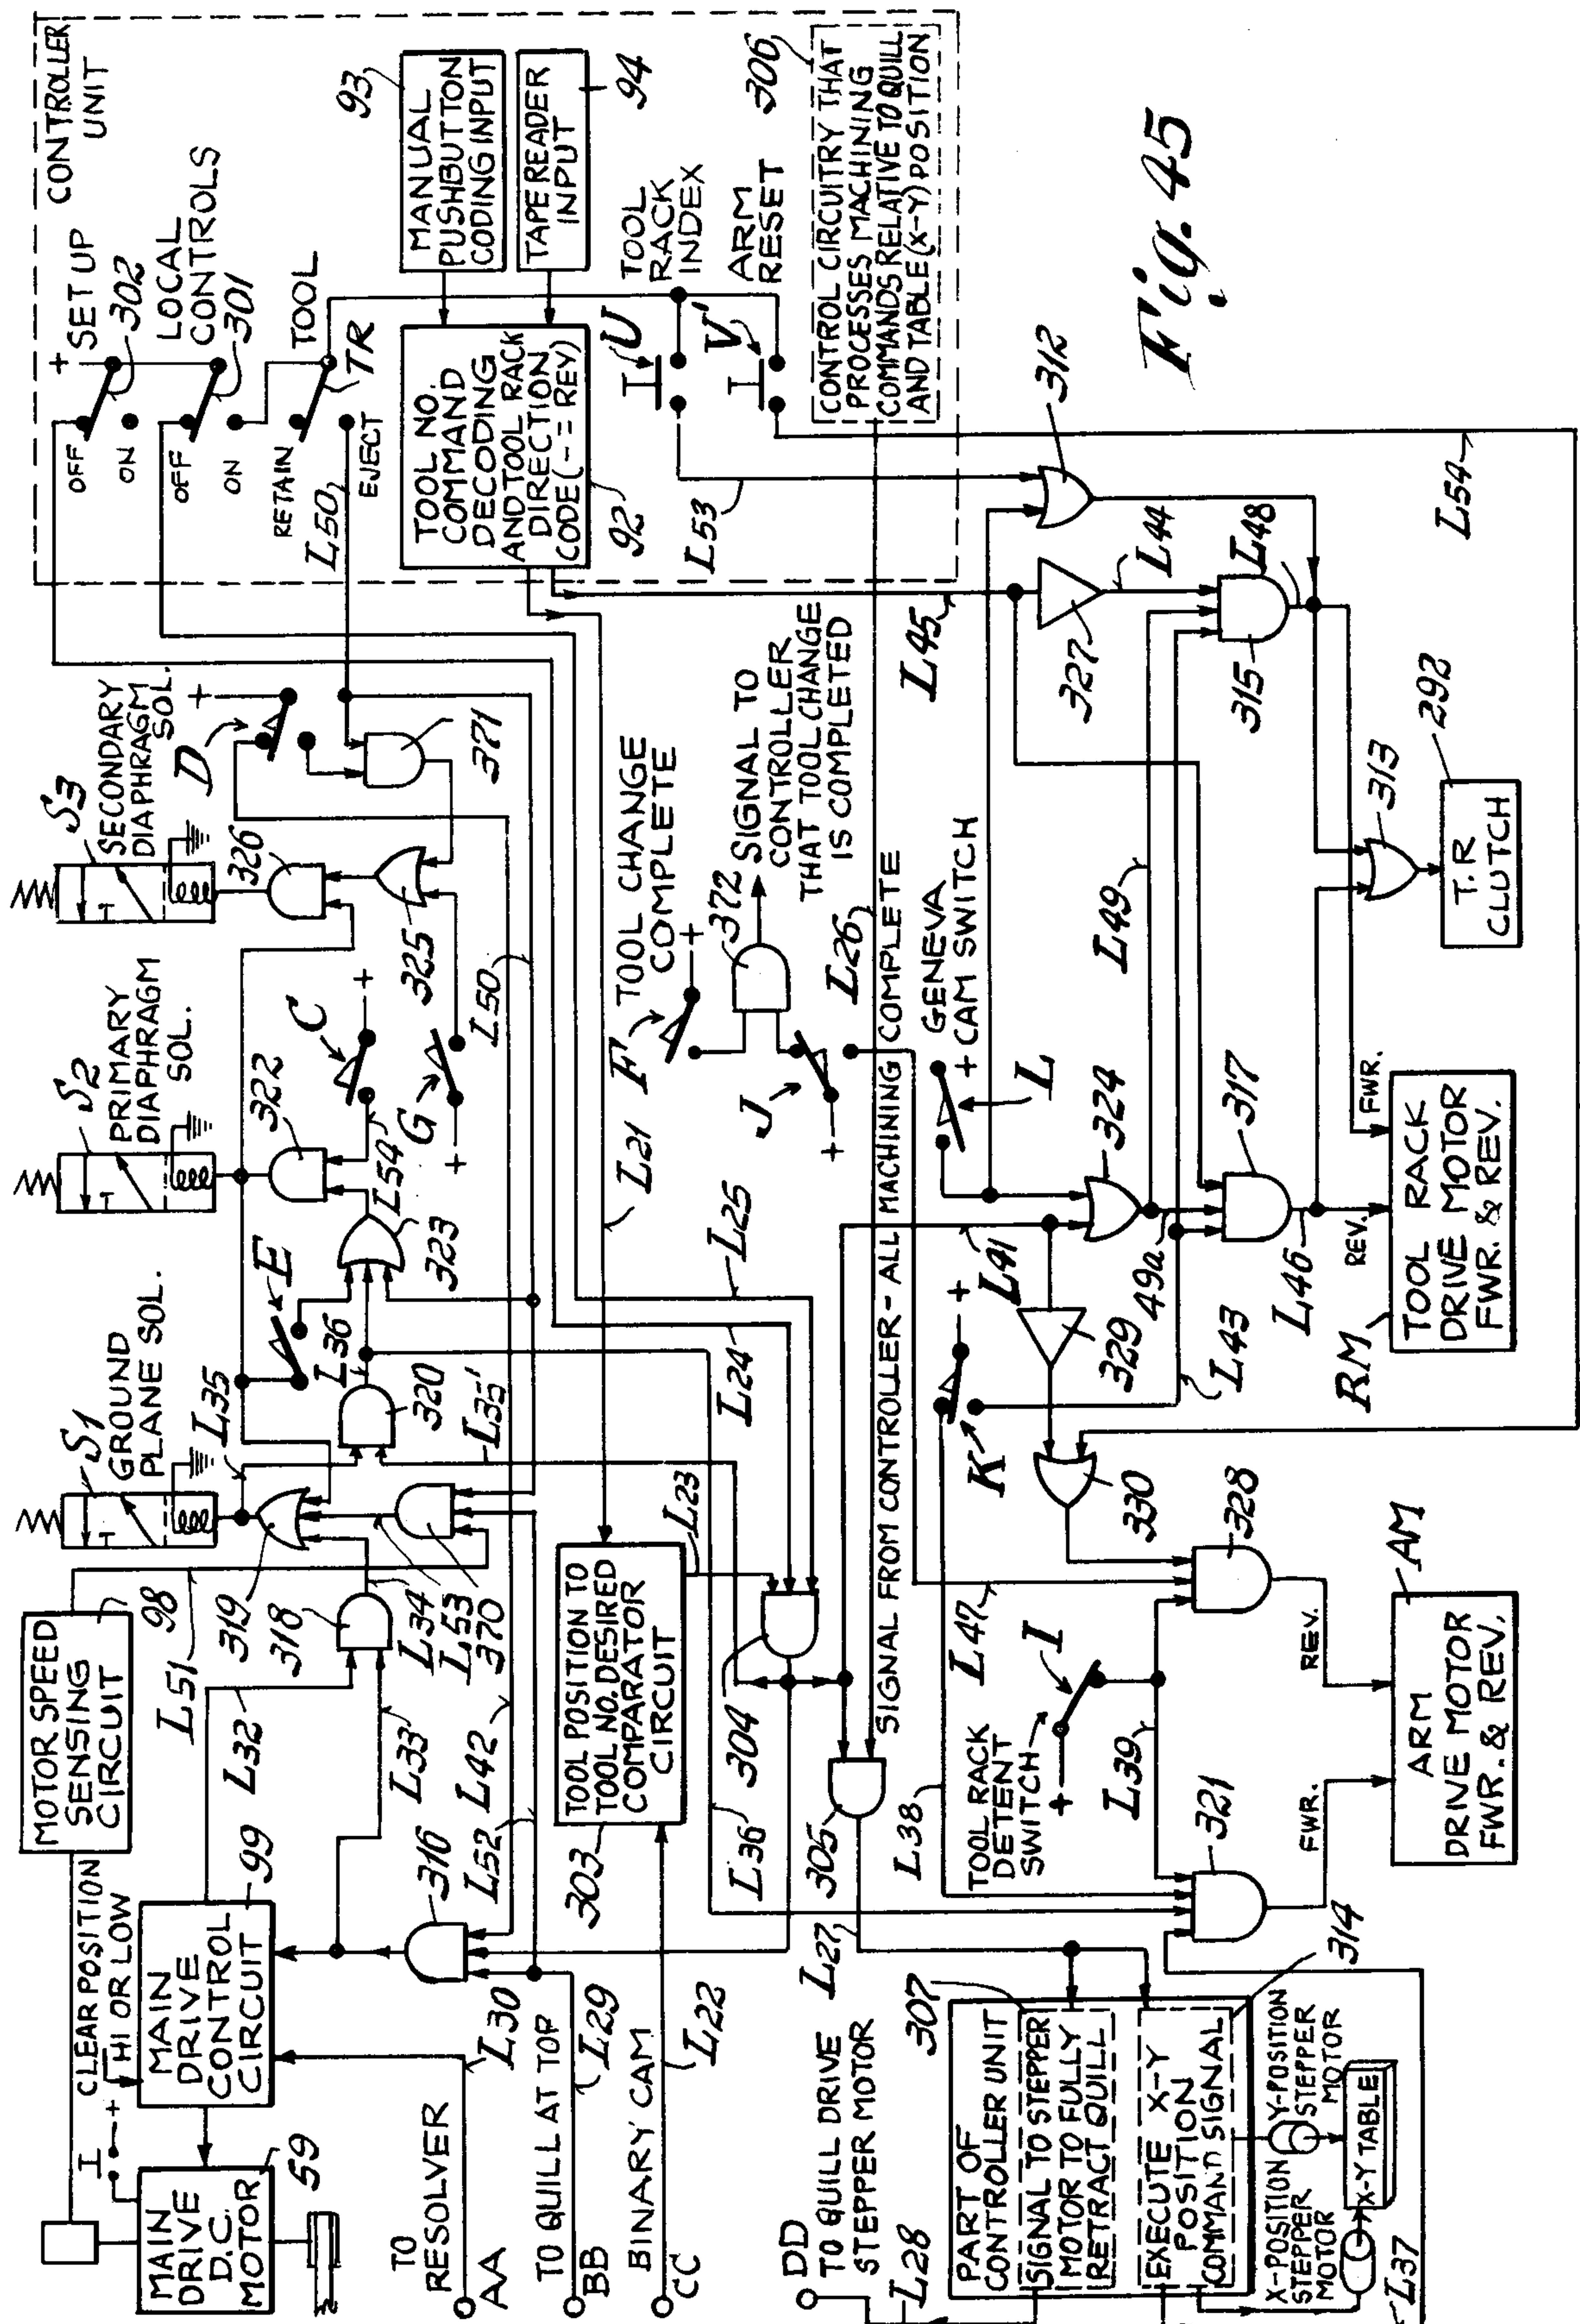 CONTROLLER
UNIT
+ SET UP
302
OFF
ON
LOCAL
CONTROLS
301
OFF
ON
TOOL
TR
RETAIN
EJECT
L50
MANUAL
PUSHBUTTON
CODING INPUT
93
TAPE READER
INPUT
94
TOOL NO.
COMMAND
DECODING
AND TOOL RACK
DIRECTION
CODE (- = REV)
92
U
TOOL
RACK
INDEX
V'
ARM
RESET
306
CONTROL CIRCUITRY THAT
PROCESSES MACHINING
COMMANDS RELATIVE TO QUILL
AND TABLE (X-Y) POSITION
L53
312
L54
Fig. 45
S3
SECONDARY
DIAPHRAGM
SOL.
D
+
326
371
325
S2
PRIMARY
DIAPHRAGM
SOL.
322
C
+
L54
G
+
L50
323
E
S1
GROUND
PLANE SOL.
L35
L36
320
L35'
L21
F
TOOL CHANGE
COMPLETE
+
372
SIGNAL TO
CONTROLLER
THAT TOOL CHANGE
IS COMPLETED
J
+
L26
L25
L24
L23
L45
327
L44
315
L48
GENEVA
+ CAM SWITCH
L
L49
324
317
313
292
T.R
CLUTCH
L41
329
49a
L43
L46
REV.
FWR.
RM
TOOL RACK
DRIVE MOTOR
FWR. & REV.
K
+
330
328
L47
SIGNAL FROM CONTROLLER - ALL MACHINING COMPLETE
MOTOR SPEED
SENSING
CIRCUIT
98
L51
319
318
L34
L53
370
L32
L33
L42
L52
316
CLEAR POSITION
I
+
HI OR LOW
MAIN
DRIVE
CONTROL
CIRCUIT
99
MAIN
DRIVE
D.C.
MOTOR
59
TO
RESOLVER
AA
L30
TO QUILL AT TOP
BB
L29
BINARY CAM
CC
L22
TOOL POSITION TO
TOOL NO. DESIRED
COMPARATOR
CIRCUIT
303
304
L36
305
L27
L38
TOOL RACK
DETENT
SWITCH
+
I
L39
321
FWR.
REV.
AM
ARM
DRIVE MOTOR
FWR. & REV.
DD
TO QUILL DRIVE
STEPPER MOTOR
L28
307
PART OF
CONTROLLER UNIT
SIGNAL TO STEPPER
MOTOR TO FULLY
RETRACT QUILL
EXECUTE X-Y
POSITION
COMMAND SIGNAL
314
X-POSITION
STEPPER
MOTOR
Y-POSITION
STEPPER
MOTOR
X-Y TABLE
L37